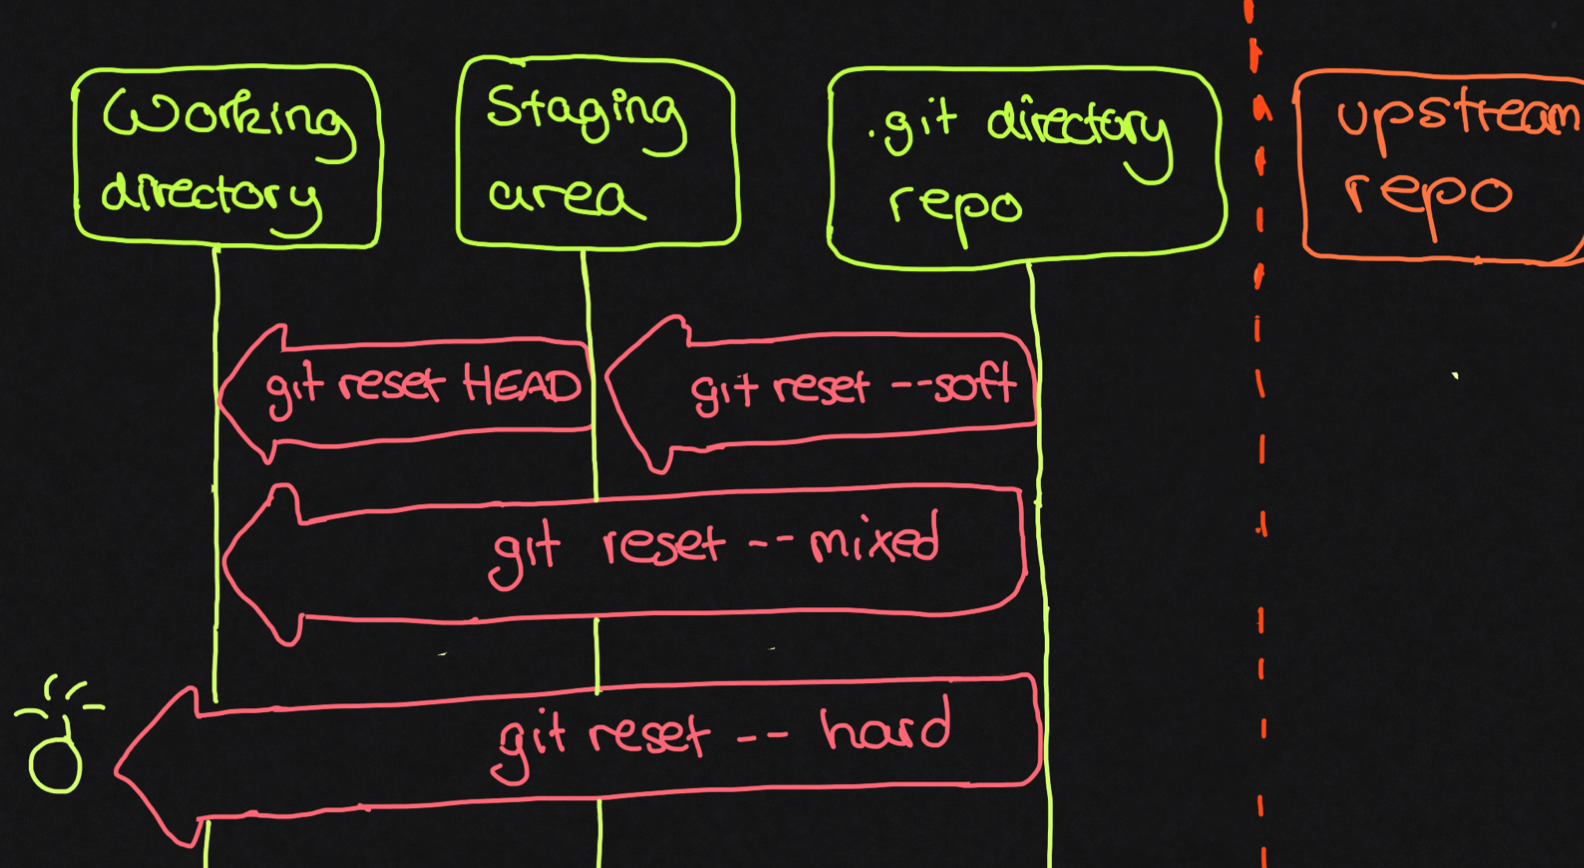 Working
directory
Staging
area
.git directory
repo
upstream
repo
git reset HEAD
git reset --soft
git reset --mixed
git reset -- hard